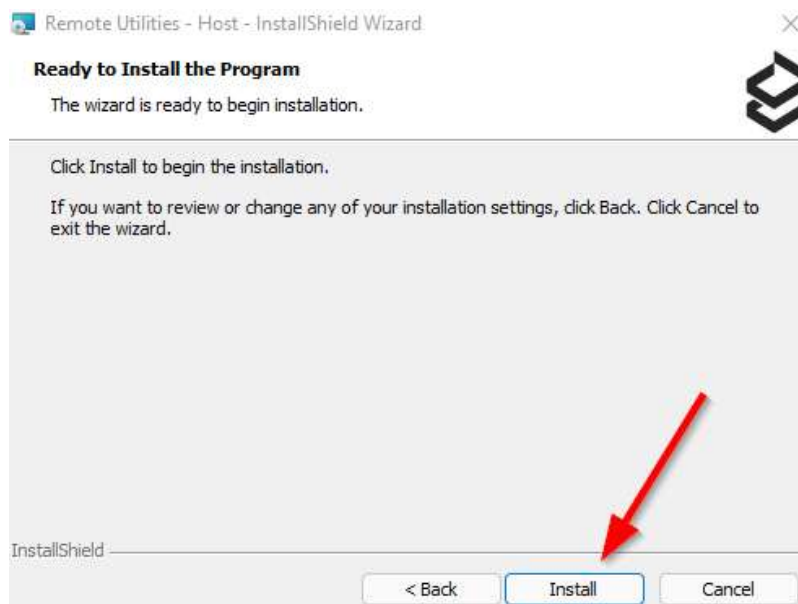 Remote Utilities - Host - InstallShield Wizard
Ready to Install the Program
The wizard is ready to begin installation.
Click Install to begin the installation.
If you want to review or change any of your installation settings, click Back. Click Cancel to
exit the wizard.
InstallShield
< Back
Install
Cancel